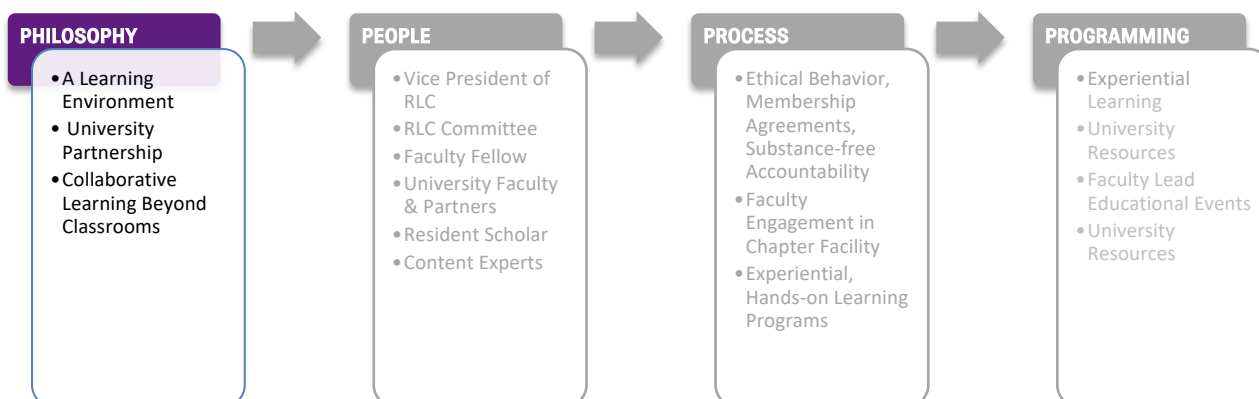 PHILOSOPHY
• A Learning
Environment
• University
Partnership
• Collaborative
Learning Beyond
Classrooms
PEOPLE
• Vice President of
RLC
• RLC Committee
• Faculty Fellow
• University Faculty
& Partners
• Resident Scholar
• Content Experts
PROCESS
• Ethical Behavior,
Membership
Agreements,
Substance-free
Accountability
• Faculty
Engagement in
Chapter Facility
• Experiential,
Hands-on Learning
Programs
PROGRAMMING
• Experiential
Learning
• University
Resources
• Faculty Lead
Educational Events
• University
Resources